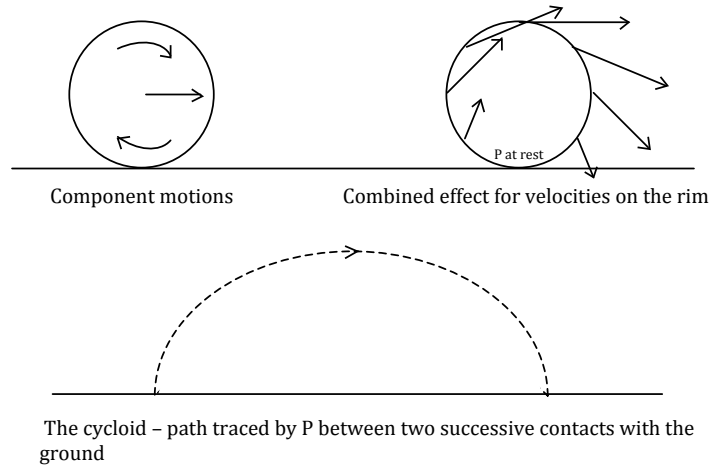 P at rest
Component motions
Combined effect for velocities on the rim
The cycloid – path traced by P between two successive contacts with the
ground